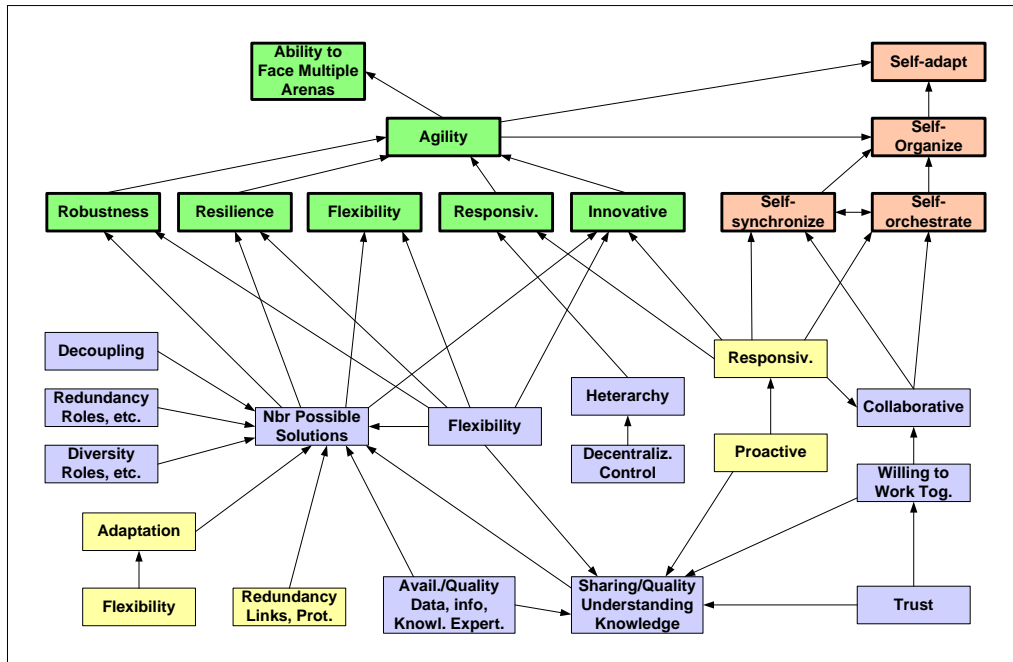 Ability to
Face Multiple
Arenas
Self-adapt
Agility
Self-
Organize
Robustness
Resilience
Flexibility
Responsiv.
Innovative
Self-
synchronize
Self-
orchestrate
Decoupling
Responsiv.
Redundancy
Roles, etc.
Nbr Possible
Solutions
Flexibility
Heterarchy
Collaborative
Diversity
Roles, etc.
Decentraliz.
Control
Proactive
Willing to
Work Tog.
Adaptation
Flexibility
Redundancy
Links, Prot.
Avail./Quality
Data, info,
Knowl. Expert.
Sharing/Quality
Understanding
Knowledge
Trust